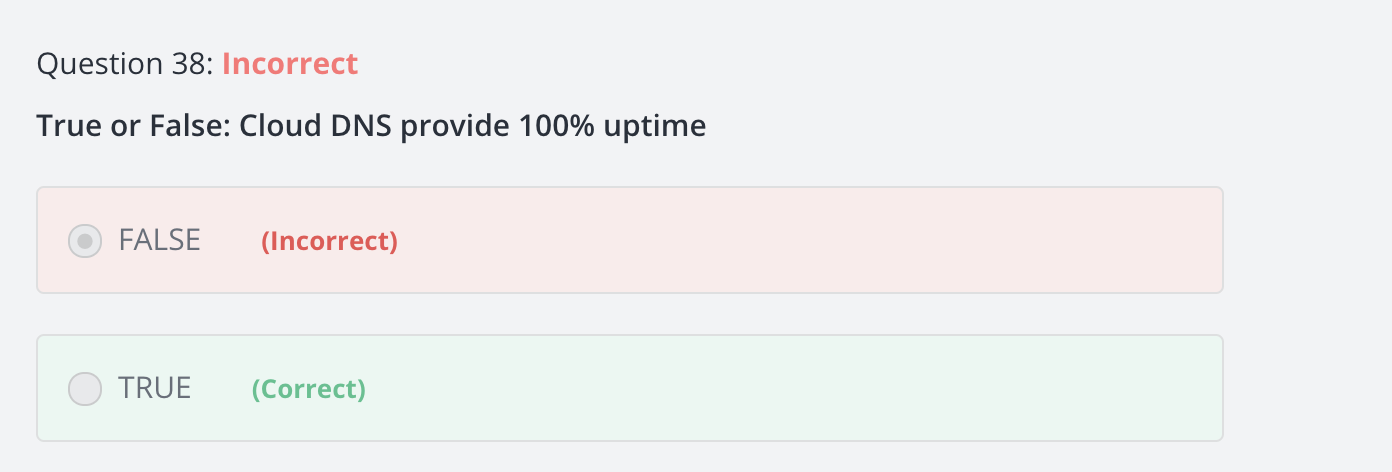 Question 38: Incorrect
True or False: Cloud DNS provide 100% uptime
FALSE (Incorrect)
TRUE (Correct)